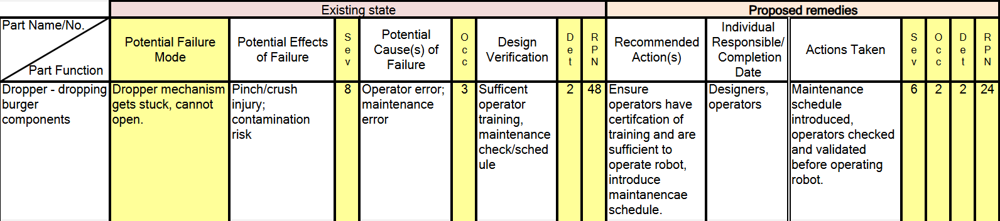 Existing state
Proposed remedies
Part Name/No.
Part Function
Potential Failure
Mode
Potential Effects
of Failure
Sev
Potential
Cause(s) of
Failure
Occ
Design
Verification
Det
RPN
Recommended
Action(s)
Individual
Responsible/
Completion
Date
Actions Taken
Sev
Occ
Det
RPN
Dropper - dropping
burger
components
Dropper mechanism
gets stuck, cannot
open.
Pinch/crush
injury;
contamination
risk
8
Operator error;
maintenance
error
3
Sufficent
operator
training,
maintenance
check/sched
ule
2
48
Ensure
operators have
certifcation of
training and are
sufficient to
operate robot,
introduce
maintanencae
schedule.
Designers,
operators
Maintenance
schedule
introduced,
operators checked
and validated
before operating
robot.
6
2
2
24